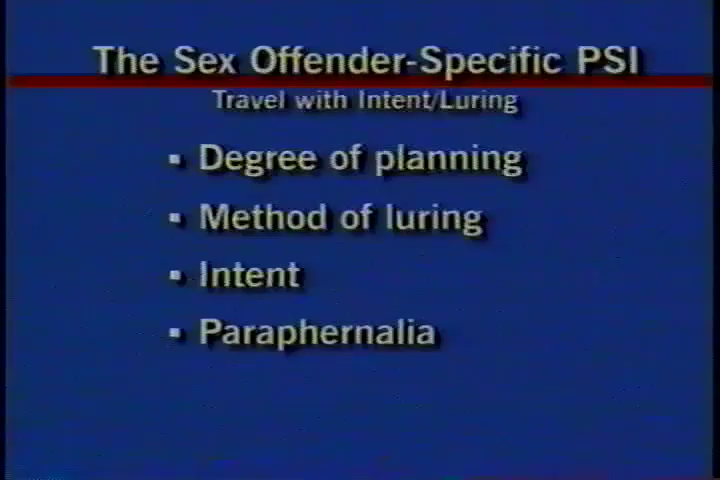 The Sex Offender-Specific PSI
Travel with Intent/Luring
▪ Degree of planning
▪ Method of luring
▪ Intent
▪ Paraphernalia